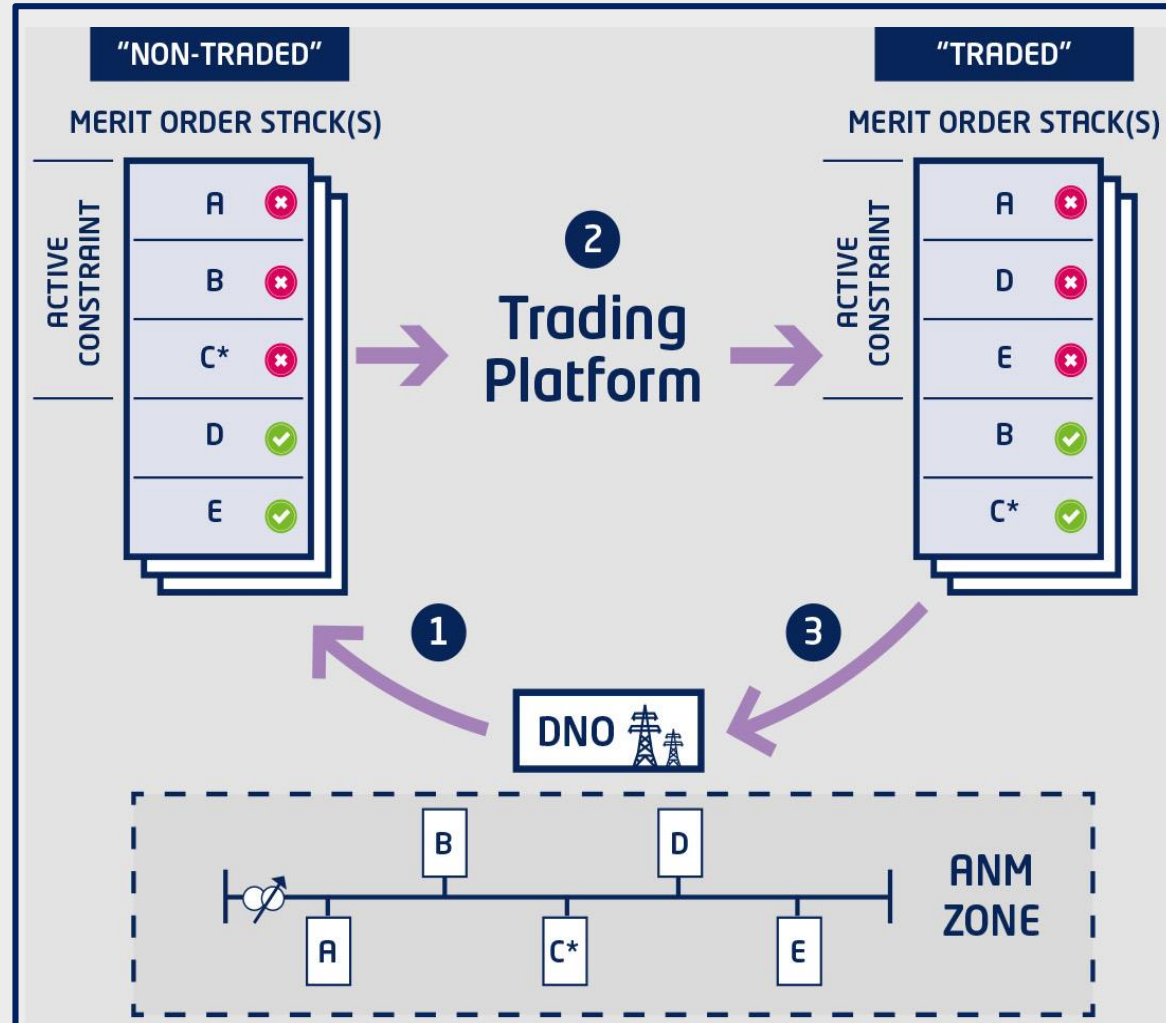 "NON-TRADED"
MERIT ORDER STACK(S)
ACTIVE
CONSTRAINT
A
B
C*
D
E
2
Trading
Platform
"TRADED"
MERIT ORDER STACK(S)
ACTIVE
CONSTRAINT
A
D
E
B
C*
1
3
DNO
B
D
A
C*
E
ANM
ZONE